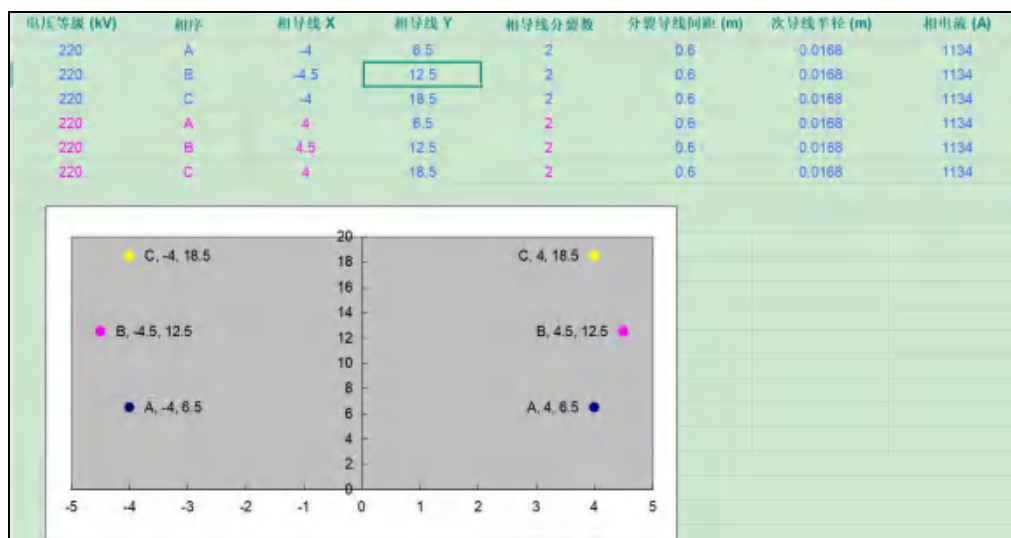 电压等级 (kV) 相序 相导线 X 相导线 Y 相导线分裂数 分裂导线间距 (m) 次导线半径 (m) 相电流 (A)
220 A -4 6.5 2 0.6 0.0168 1134
220 B -4.5 12.5 2 0.6 0.0168 1134
220 C -4 18.5 2 0.6 0.0168 1134
220 A 4 6.5 2 0.6 0.0168 1134
220 B 4.5 12.5 2 0.6 0.0168 1134
220 C 4 18.5 2 0.6 0.0168 1134
20
C, -4, 18.5 18 C, 4, 18.5
16
14
B, -4.5, 12.5 12 B, 4.5, 12.5
10
8
A, -4, 6.5 6 A, 4, 6.5
4
2
0
-5 -4 -3 -2 -1 0 1 2 3 4 5